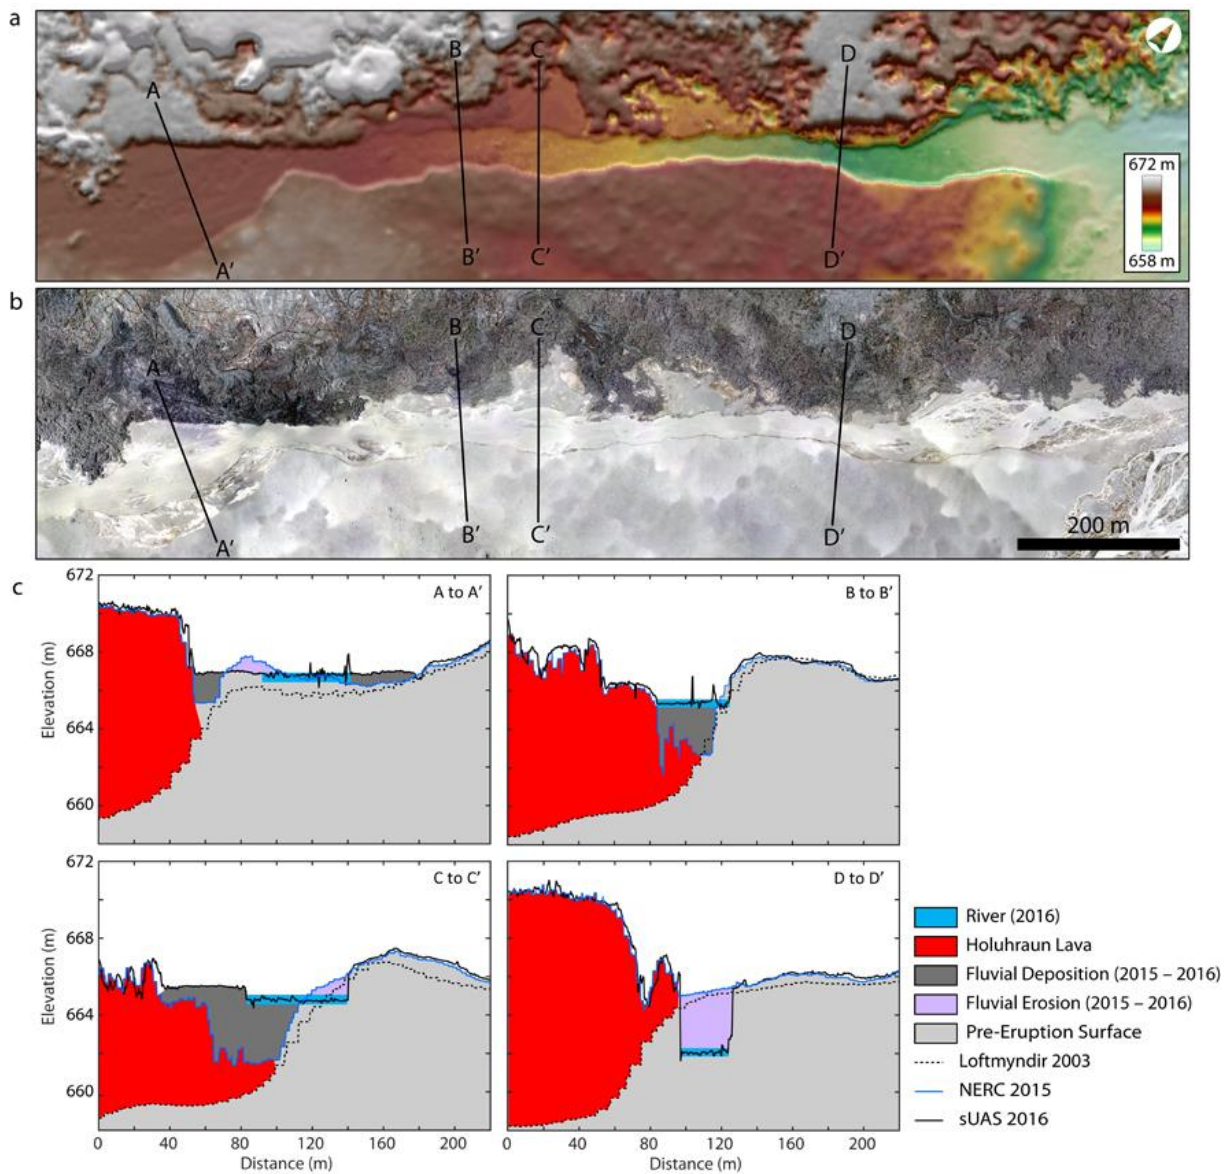 a
A
B
C
D
A′
B′
C′
D′
672 m
658 m
b
A
B
C
D
A′
B′
C′
D′
200 m
c
672
668
664
660
Elevation (m)
A to A′
B to B′
672
668
664
660
Elevation (m)
C to C′
D to D′
0 40 80 120 160 200
Distance (m)
0 40 80 120 160 200
Distance (m)
River (2016)
Holuhraun Lava
Fluvial Deposition (2015 – 2016)
Fluvial Erosion (2015 – 2016)
Pre-Eruption Surface
Loftmyndir 2003
NERC 2015
sUAS 2016